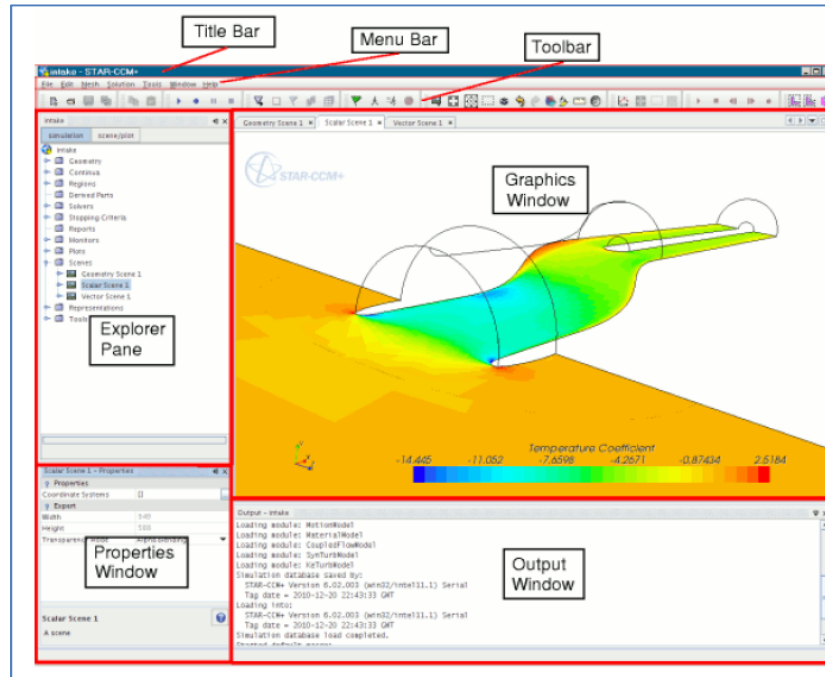 Title Bar
Menu Bar
Toolbar
intake - STAR-CCM+
File Edit Mesh Solution Tools Window Help
intake
simulation scene/plot
Geometry Scene 1 Scalar Scene 1 Vector Scene 1
intake
Geometry
Continua
Regions
Derived Parts
Solvers
Stopping Criteria
Reports
Monitors
Plots
Scenes
Geometry Scene 1
Scalar Scene 1
Vector Scene 1
Representations
Tools
Explorer
Pane
STAR-CCM+
Graphics
Window
Temperature Coefficient
-14.445 -11.052 -7.6598 -4.2671 -0.87434 2.5184
Scalar Scene 1 - Properties
Properties
Coordinate Systems []
Export
Width
Height
Transparency Mode
Properties
Window
Scalar Scene 1
A scene
Output - intake
Loading module: MotionModel
Loading module: MaterialModel
Loading module: CoupledFlowModel
Loading module: SynTurbModel
Loading module: KeTurbModel
Simulation database saved by:
STAR-CCM+ Version 6.02.003 (win32/intel11.1) Serial
Tag date = 2010-12-20 22:43:33 GMT
Loading into:
STAR-CCM+ Version 6.02.003 (win32/intel11.1) Serial
Tag date = 2010-12-20 22:43:33 GMT
Simulation database load completed.
Output
Window